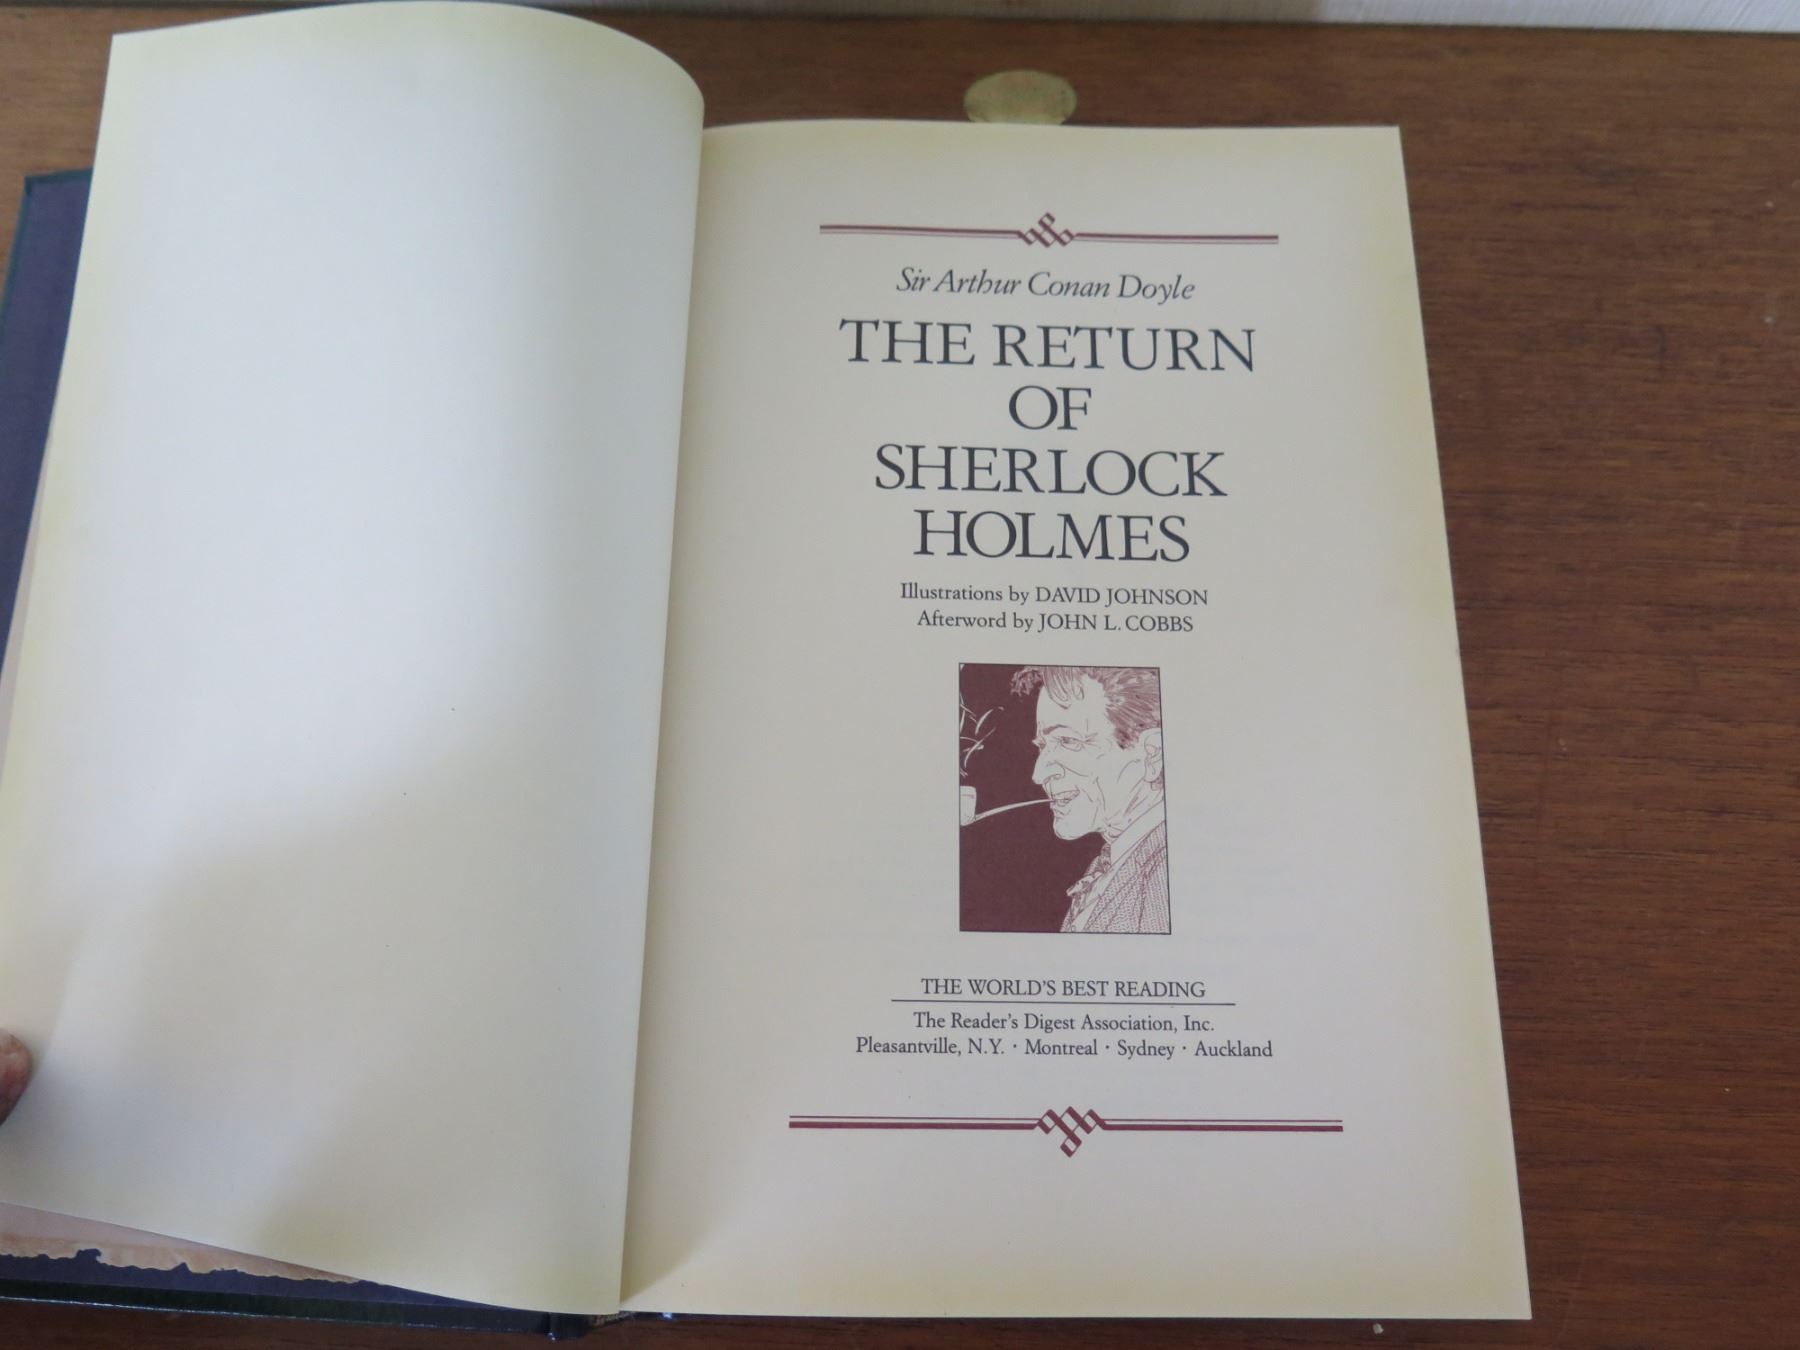 Sir Arthur Conan Doyle
THE RETURN
OF
SHERLOCK
HOLMES
Illustrations by DAVID JOHNSON
Afterword by JOHN L. COBBS
THE WORLD'S BEST READING
The Reader's Digest Association, Inc.
Pleasantville, N.Y. · Montreal · Sydney · Auckland